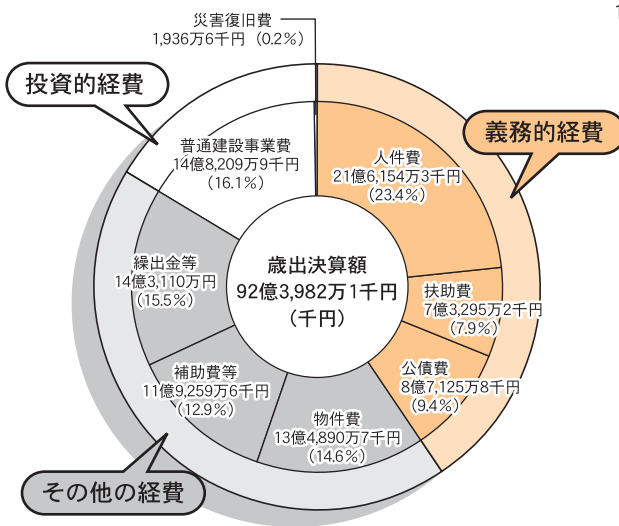 災害復旧費
1,936万6千円（0.2％）
投資的経費
普通建設事業費
14億8,209万9千円
（16.1％）
義務的経費
人件費
21億6,154万3千円
（23.4％）
歳出決算額
92億3,982万1千円
（千円）
扶助費
7億3,295万2千円
（7.9％）
公債費
8億7,125万8千円
（9.4％）
物件費
13億4,890万7千円
（14.6％）
補助費等
11億9,259万6千円
（12.9％）
繰出金等
14億3,110万円
（15.5％）
その他の経費